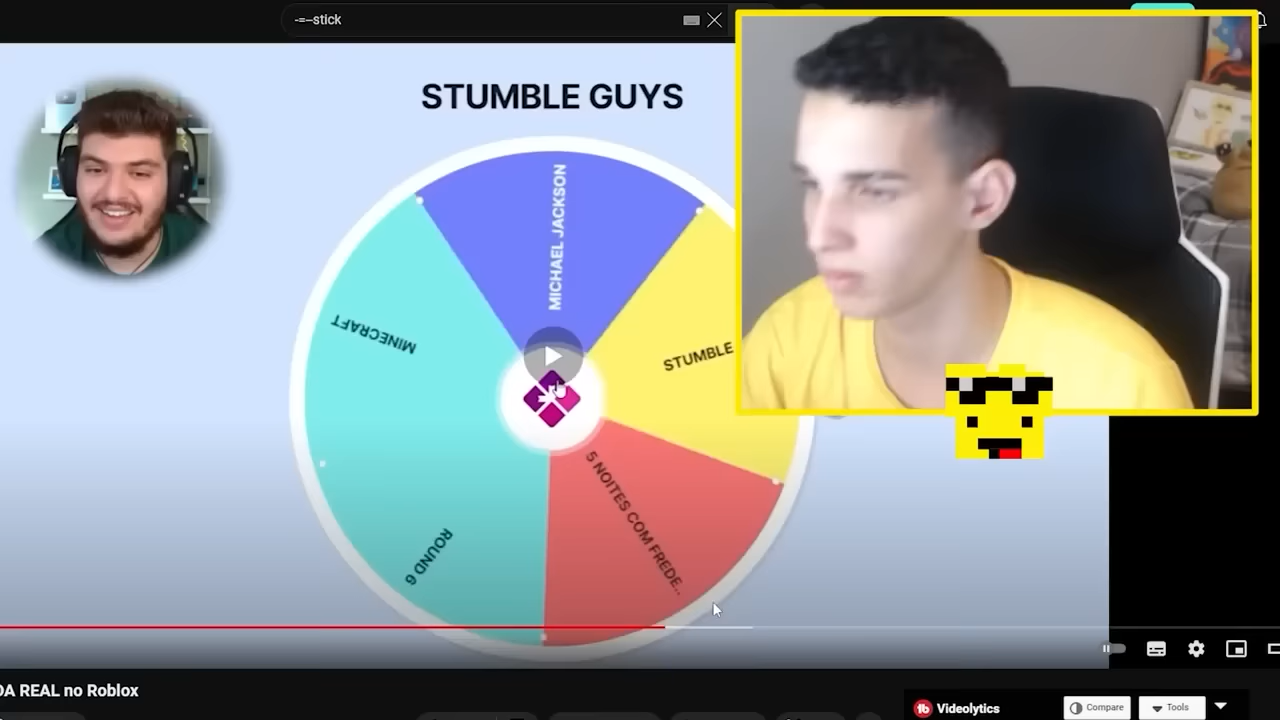 -=-stick
STUMBLE GUYS
MICHAEL JACKSON
MINECRAFT
STUMBLE
5 NOITES COM FREDE..
ROUND 6
DA REAL no Roblox
tb Videolytics
Compare
Tools